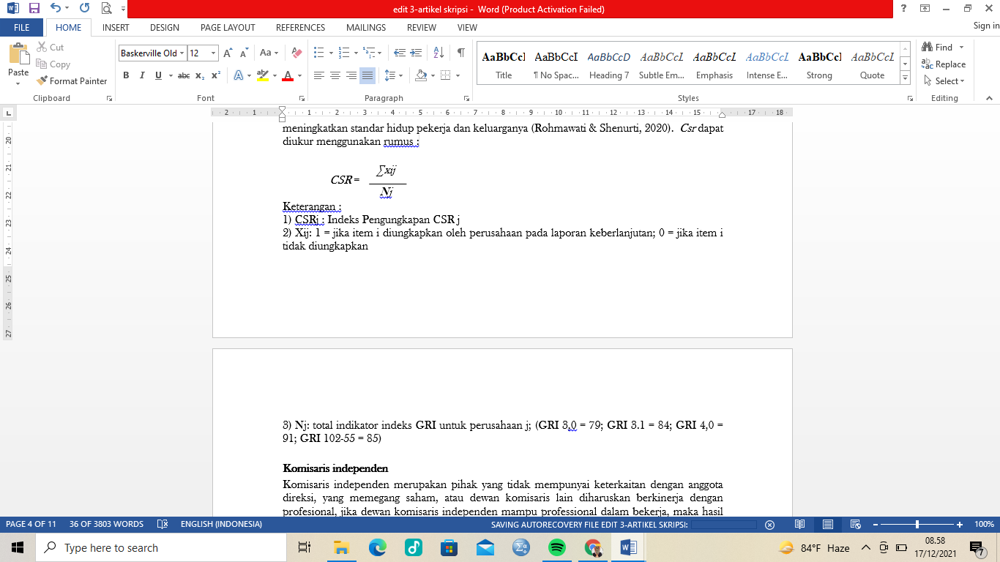 edit 3-artikel skripsi - Word (Product Activation Failed)
Sign in
FILE HOME INSERT DESIGN PAGE LAYOUT REFERENCES MAILINGS REVIEW VIEW
Paste
Cut
Copy
Format Painter
Clipboard
Baskerville Old 12
Font
Paragraph
AaBbCcI AaBbCcI AaBbCcD AaBbCcL AaBbCcL AaBbCcL AaBbCcI AaBbCcL
Title ¶ No Spac... Heading 7 Subtle Em... Emphasis Intense E... Strong Quote
Styles
Find
Replace
Select
Editing
2 1 1 2 3 4 5 6 7 8 9 10 11 12 13 14 15 17 18
20
21
22
23
24
25
26
27
meningkatkan standar hidup pekerja dan keluarganya (Rohmawati & Shenurti, 2020). Csr dapat
diukur menggunakan rumus :
∑xij
CSR =
Nj
Keterangan :
1) CSRj : Indeks Pengungkapan CSR j
2) Xij: 1 = jika item i diungkapkan oleh perusahaan pada laporan keberlanjutan; 0 = jika item i
tidak diungkapkan
3) Nj: total indikator indeks GRI untuk perusahaan j; (GRI 3,0 = 79; GRI 3.1 = 84; GRI 4,0 =
91; GRI 102-55 = 85)
Komisaris independen
Komisaris independen merupakan pihak yang tidak mempunyai keterkaitan dengan anggota
direksi, yang memegang saham, atau dewan komisaris lain diharuskan berkinerja dengan
profesional, jika dewan komisaris independen mampu professional dalam bekerja, maka hasil
PAGE 4 OF 11 36 OF 3803 WORDS ENGLISH (INDONESIA) SAVING AUTORECOVERY FILE EDIT 3-ARTIKEL SKRIPSI: 100%
Type here to search
84°F Haze
08.58
17/12/2021
7